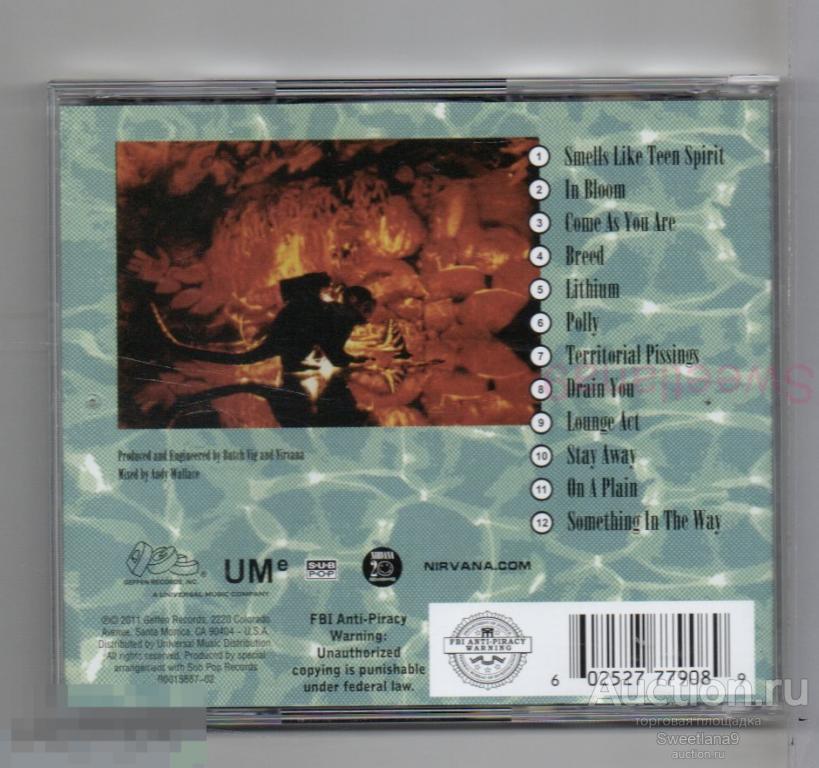 1 Smells Like Teen Spirit
2 In Bloom
3 Come As You Are
4 Breed
5 Lithium
6 Polly
7 Territorial Pissings
8 Drain You
9 Lounge Act
10 Stay Away
11 On A Plain
12 Something In The Way
Produced and Engineered by Butch Vig and Nirvana
Mixed by Andy Wallace
GEFFEN RECORDS, INC.
A UNIVERSAL MUSIC COMPANY
UMe
SUB
POP
NIRVANA
20
NIRVANA.COM
℗© 2011 Geffen Records, 2220 Colorado
Avenue, Santa Monica, CA 90404 – U.S.A.
Distributed by Universal Music Distribution
All rights reserved. Produced by special
arrangement with Sub Pop Records
B0015887-02
FBI Anti-Piracy
Warning:
Unauthorized
copying is punishable
under federal law.
FBI ANTI-PIRACY
WARNING
6 02527 77908 9
Sweetlana9
Auction.ru
торговая площадка
Sweetlana9
auction.ru